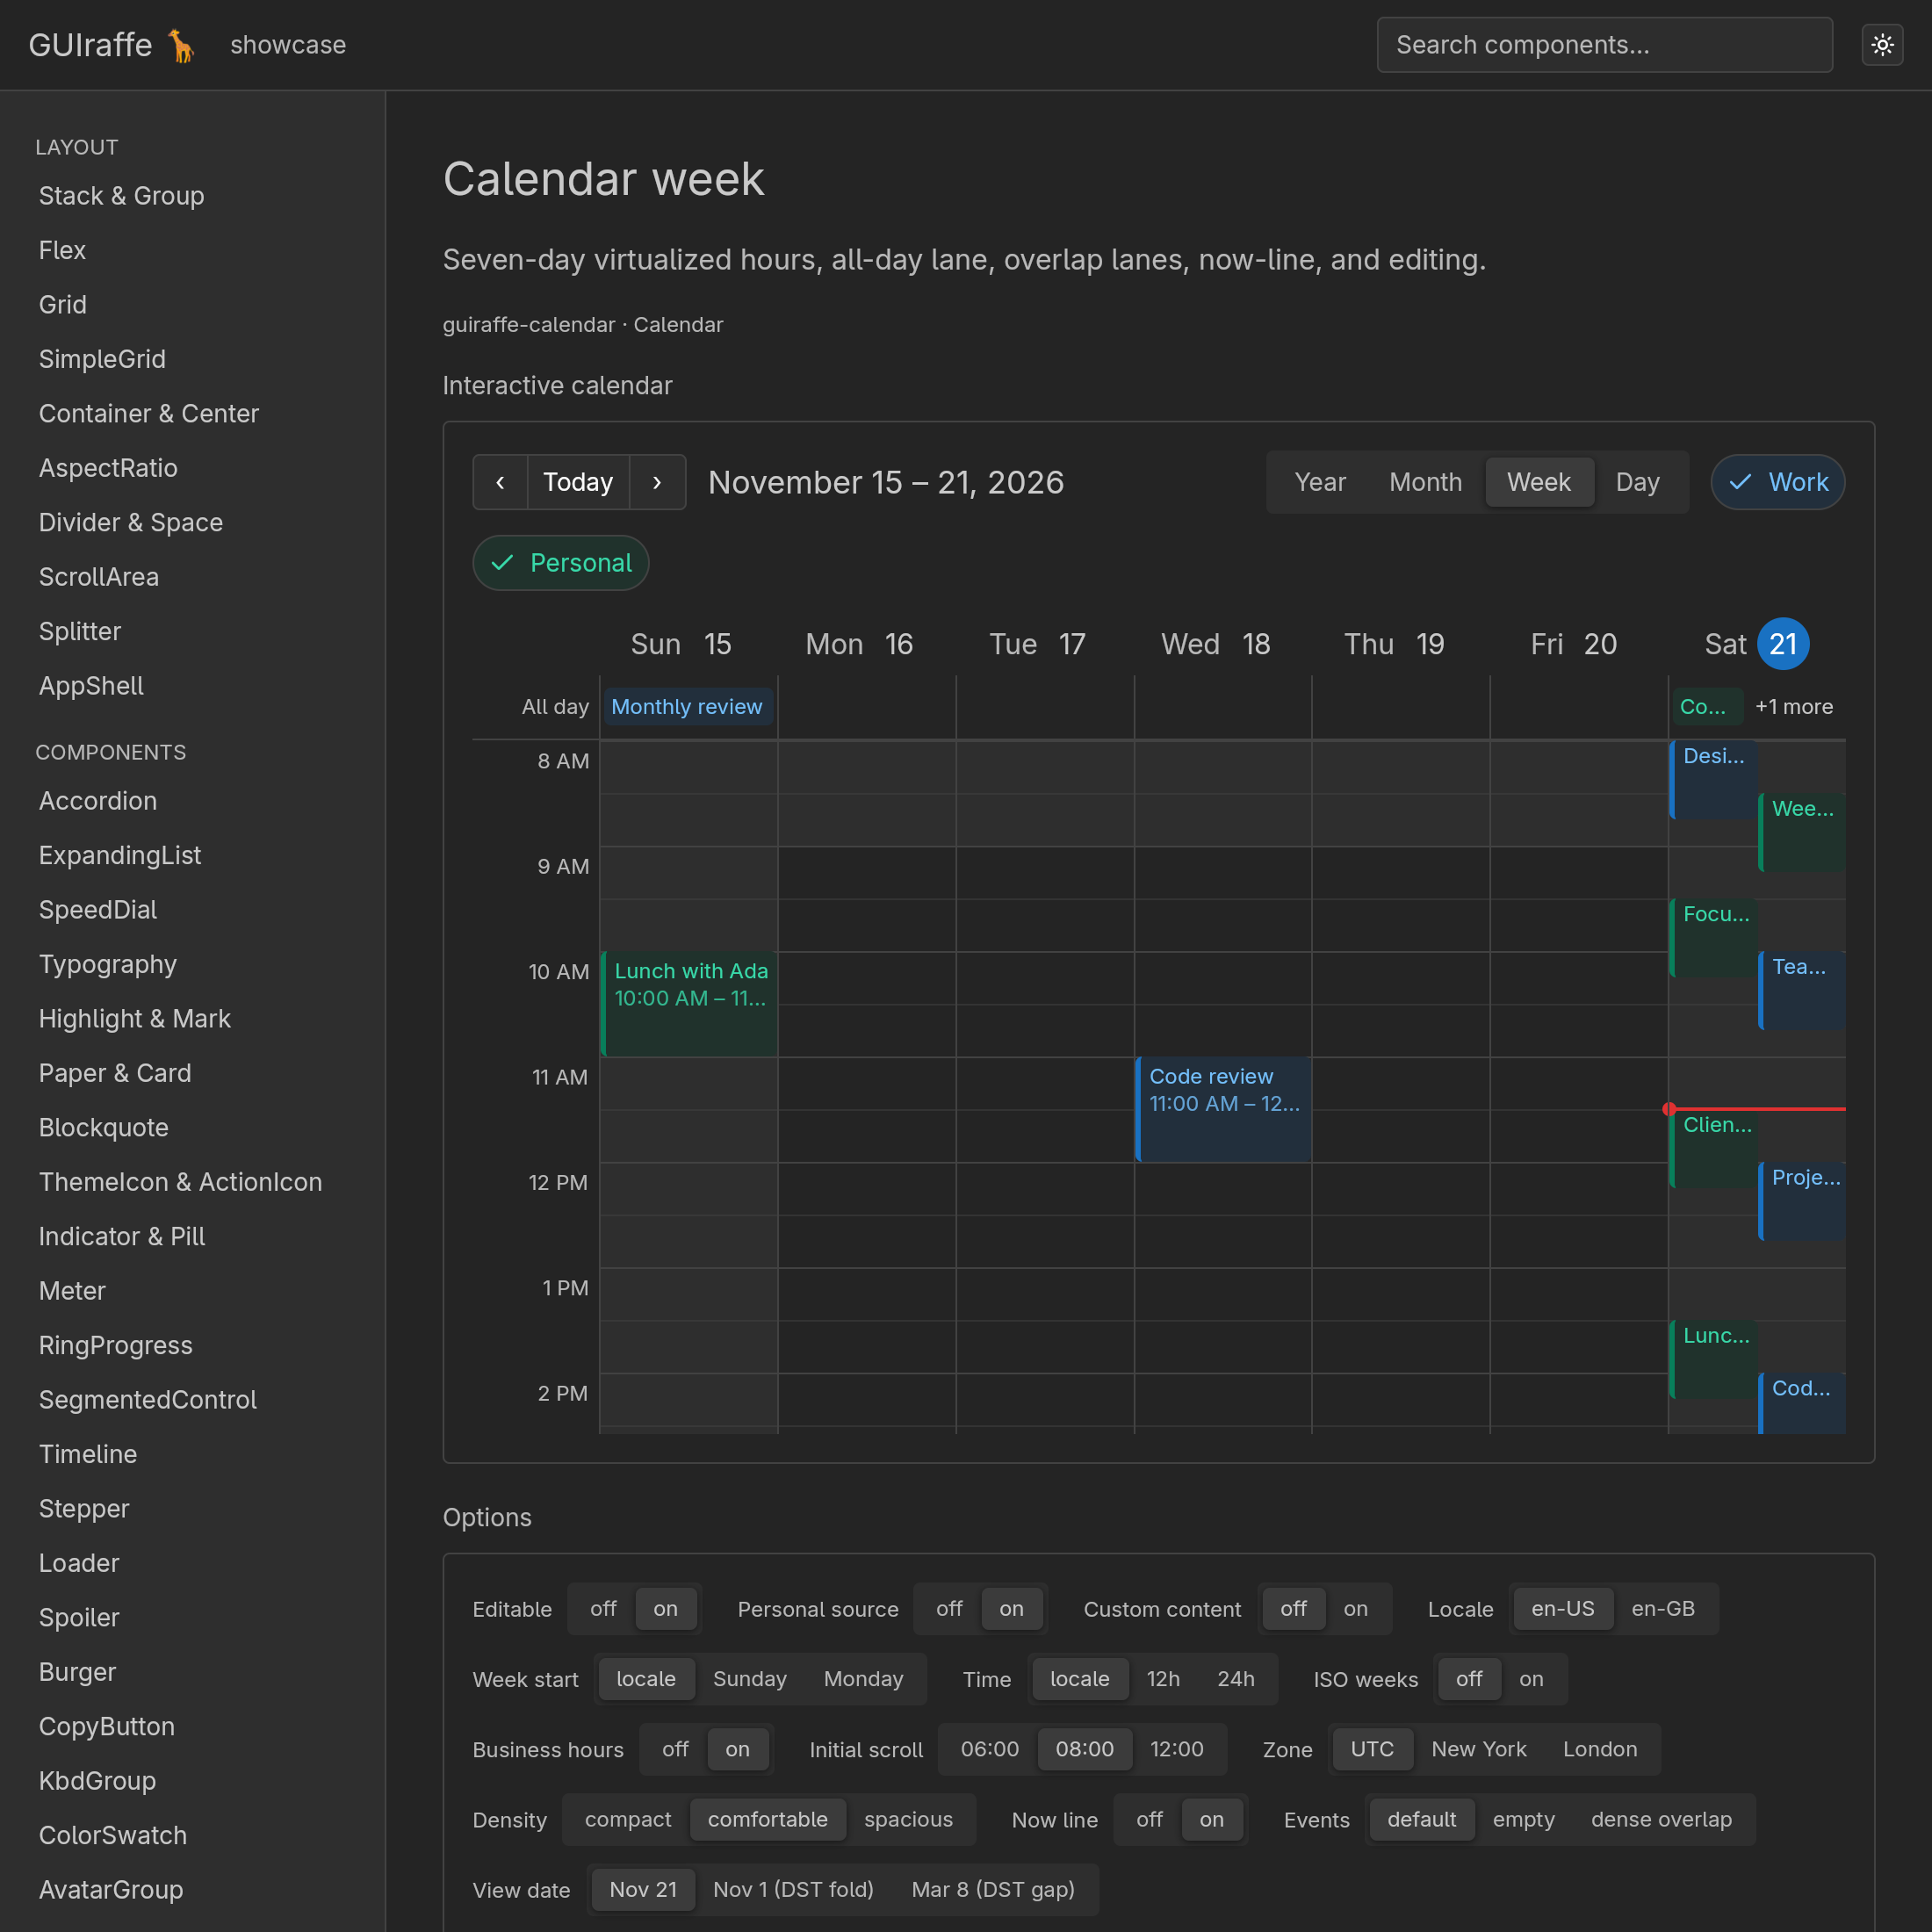 GUIraffe showcase Search components...
LAYOUT
Stack & Group
Flex
Grid
SimpleGrid
Container & Center
AspectRatio
Divider & Space
ScrollArea
Splitter
AppShell
COMPONENTS
Accordion
ExpandingList
SpeedDial
Typography
Highlight & Mark
Paper & Card
Blockquote
ThemeIcon & ActionIcon
Indicator & Pill
Meter
RingProgress
SegmentedControl
Timeline
Stepper
Loader
Spoiler
Burger
CopyButton
KbdGroup
ColorSwatch
AvatarGroup
Calendar week
Seven-day virtualized hours, all-day lane, overlap lanes, now-line, and editing.
guiraffe-calendar · Calendar
Interactive calendar
‹ Today › November 15 – 21, 2026 Year Month Week Day Work
Personal
Sun 15 Mon 16 Tue 17 Wed 18 Thu 19 Fri 20 Sat 21
All day Monthly review Co... +1 more
8 AM Desi...
Wee...
9 AM
Focu...
10 AM Lunch with Ada Tea...
10:00 AM – 11...
11 AM Code review
11:00 AM – 12...
Clien...
12 PM Proje...
1 PM
Lunc...
2 PM Cod...
Options
Editable off on Personal source off on Custom content off on Locale en-US en-GB
Week start locale Sunday Monday Time locale 12h 24h ISO weeks off on
Business hours off on Initial scroll 06:00 08:00 12:00 Zone UTC New York London
Density compact comfortable spacious Now line off on Events default empty dense overlap
View date Nov 21 Nov 1 (DST fold) Mar 8 (DST gap)